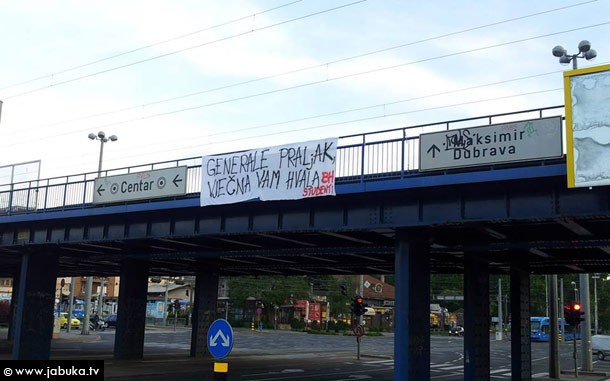 GENERALE PRALJAK,
VJEČNA VAM HVALA
BH
STUDENTI
Centar
Maksimir
Dubrava
© www.jabuka.tv